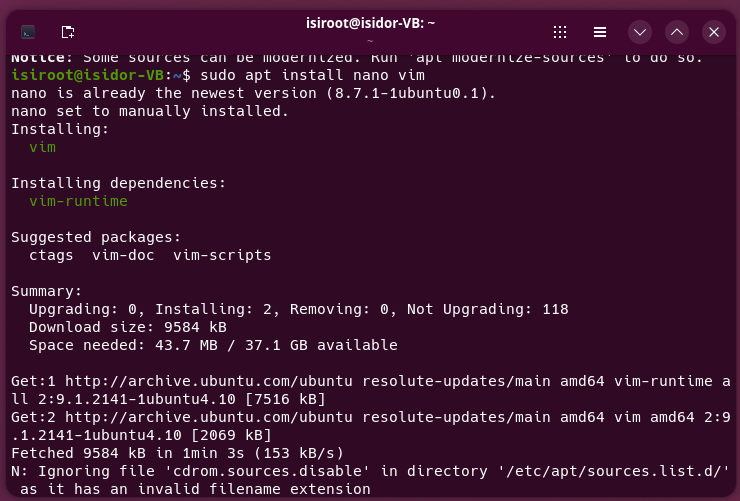 isiroot@isidor-VB: ~
~
Notice: Some sources can be modernized. Run 'apt modernize-sources' to do so.
isiroot@isidor-VB:~$ sudo apt install nano vim
nano is already the newest version (8.7.1-1ubuntu0.1).
nano set to manually installed.
Installing:
  vim
Installing dependencies:
  vim-runtime
Suggested packages:
  ctags  vim-doc  vim-scripts
Summary:
  Upgrading: 0, Installing: 2, Removing: 0, Not Upgrading: 118
  Download size: 9584 kB
  Space needed: 43.7 MB / 37.1 GB available
Get:1 http://archive.ubuntu.com/ubuntu resolute-updates/main amd64 vim-runtime a
ll 2:9.1.2141-1ubuntu4.10 [7516 kB]
Get:2 http://archive.ubuntu.com/ubuntu resolute-updates/main amd64 vim amd64 2:9
.1.2141-1ubuntu4.10 [2069 kB]
Fetched 9584 kB in 1min 3s (153 kB/s)
N: Ignoring file 'cdrom.sources.disable' in directory '/etc/apt/sources.list.d/'
 as it has an invalid filename extension